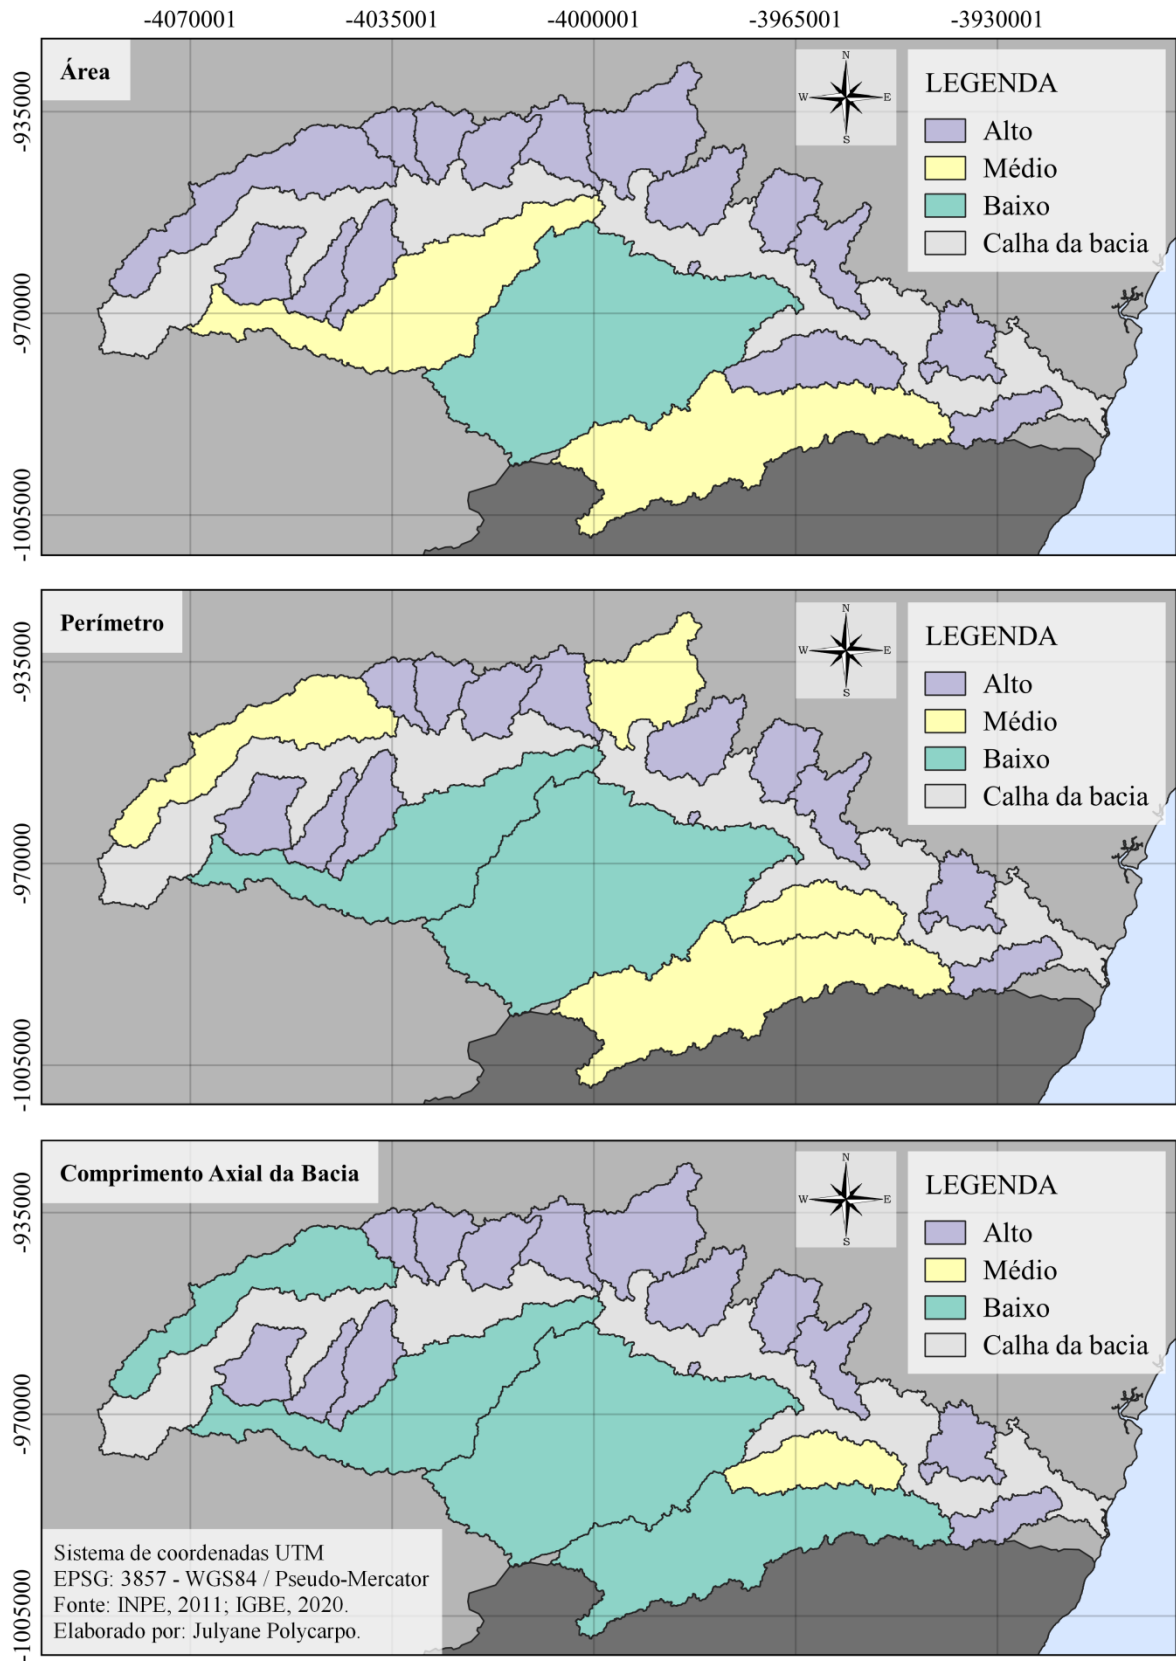 -4070001 -4035001 -4000001 -3965001 -3930001
Área
N
W E
S
LEGENDA
Alto
Médio
Baixo
Calha da bacia
-935000
-970000
-1005000
Perímetro
N
W E
S
LEGENDA
Alto
Médio
Baixo
Calha da bacia
-935000
-970000
-1005000
Comprimento Axial da Bacia
N
W E
S
LEGENDA
Alto
Médio
Baixo
Calha da bacia
-935000
-970000
-1005000
Sistema de coordenadas UTM
EPSG: 3857 - WGS84 / Pseudo-Mercator
Fonte: INPE, 2011; IGBE, 2020.
Elaborado por: Julyane Polycarpo.